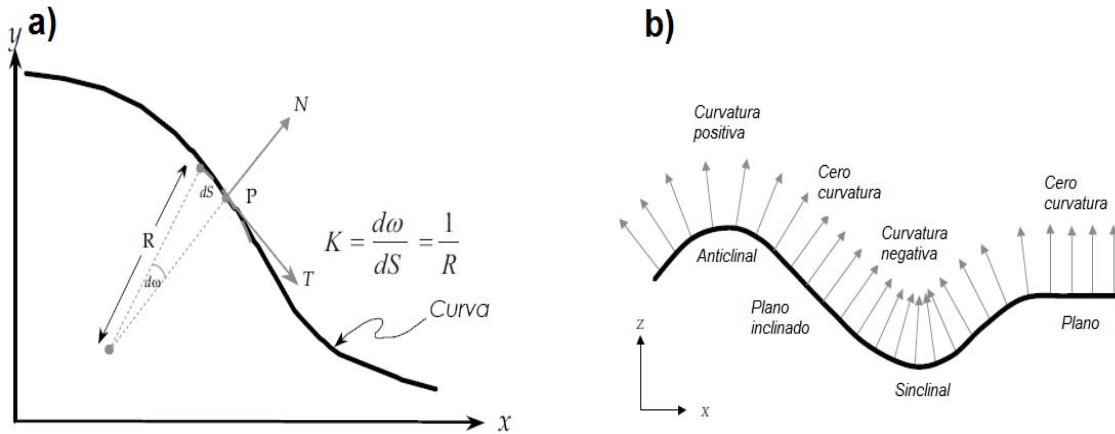 a)
y
N
dS
P
R
K = dω/dS = 1/R
dω
T
Curva
x
b)
Curvatura
positiva
Cero
curvatura
Cero
curvatura
Curvatura
negativa
Anticlinal
Plano
inclinado
Plano
Sinclinal
Z
X